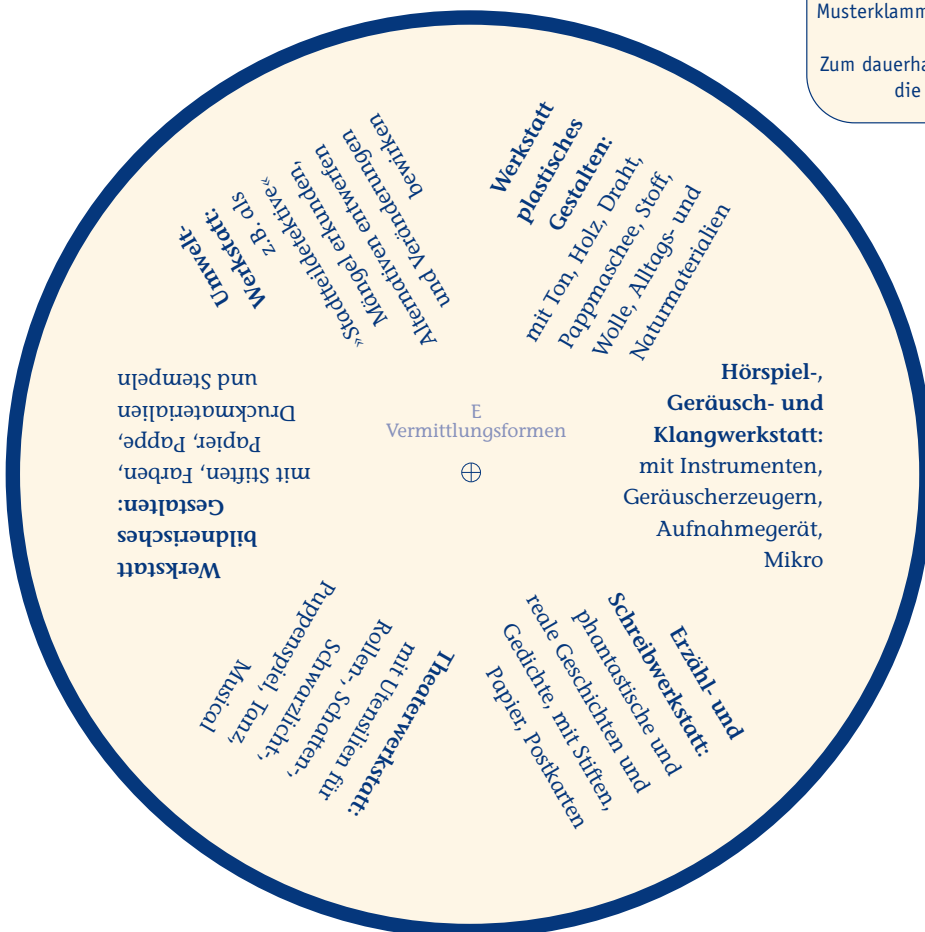 Musterklamm
Zum dauerha
die
E
Vermittlungsformen
Werkstatt
plastisches
Gestalten:
mit Ton, Holz, Draht,
Pappmaschee, Stoff,
Wolle, Alltags- und
Naturmaterialien
Hörspiel-,
Geräusch- und
Klangwerkstatt:
mit Instrumenten,
Geräuscherzeugern,
Aufnahmegerät,
Mikro
Erzähl- und
Schreibwerkstatt:
phantastische und
reale Geschichten und
Gedichte, mit Stiften,
Papier, Postkarten
Theaterwerkstatt:
mit Utensilien für
Rollen-, Schatten-,
Schwarzlicht-,
Puppenspiel, Tanz,
Musical
Werkstatt
bildnerisches
Gestalten:
mit Stiften, Farben,
Papier, Pappe,
Druckmaterialien
und Stempeln
Umwelt-
Werkstatt:
z.B. als
»Stadtteildetektive«
Mängel erkunden,
Alternativen entwerfen
und Veränderungen
bewirken